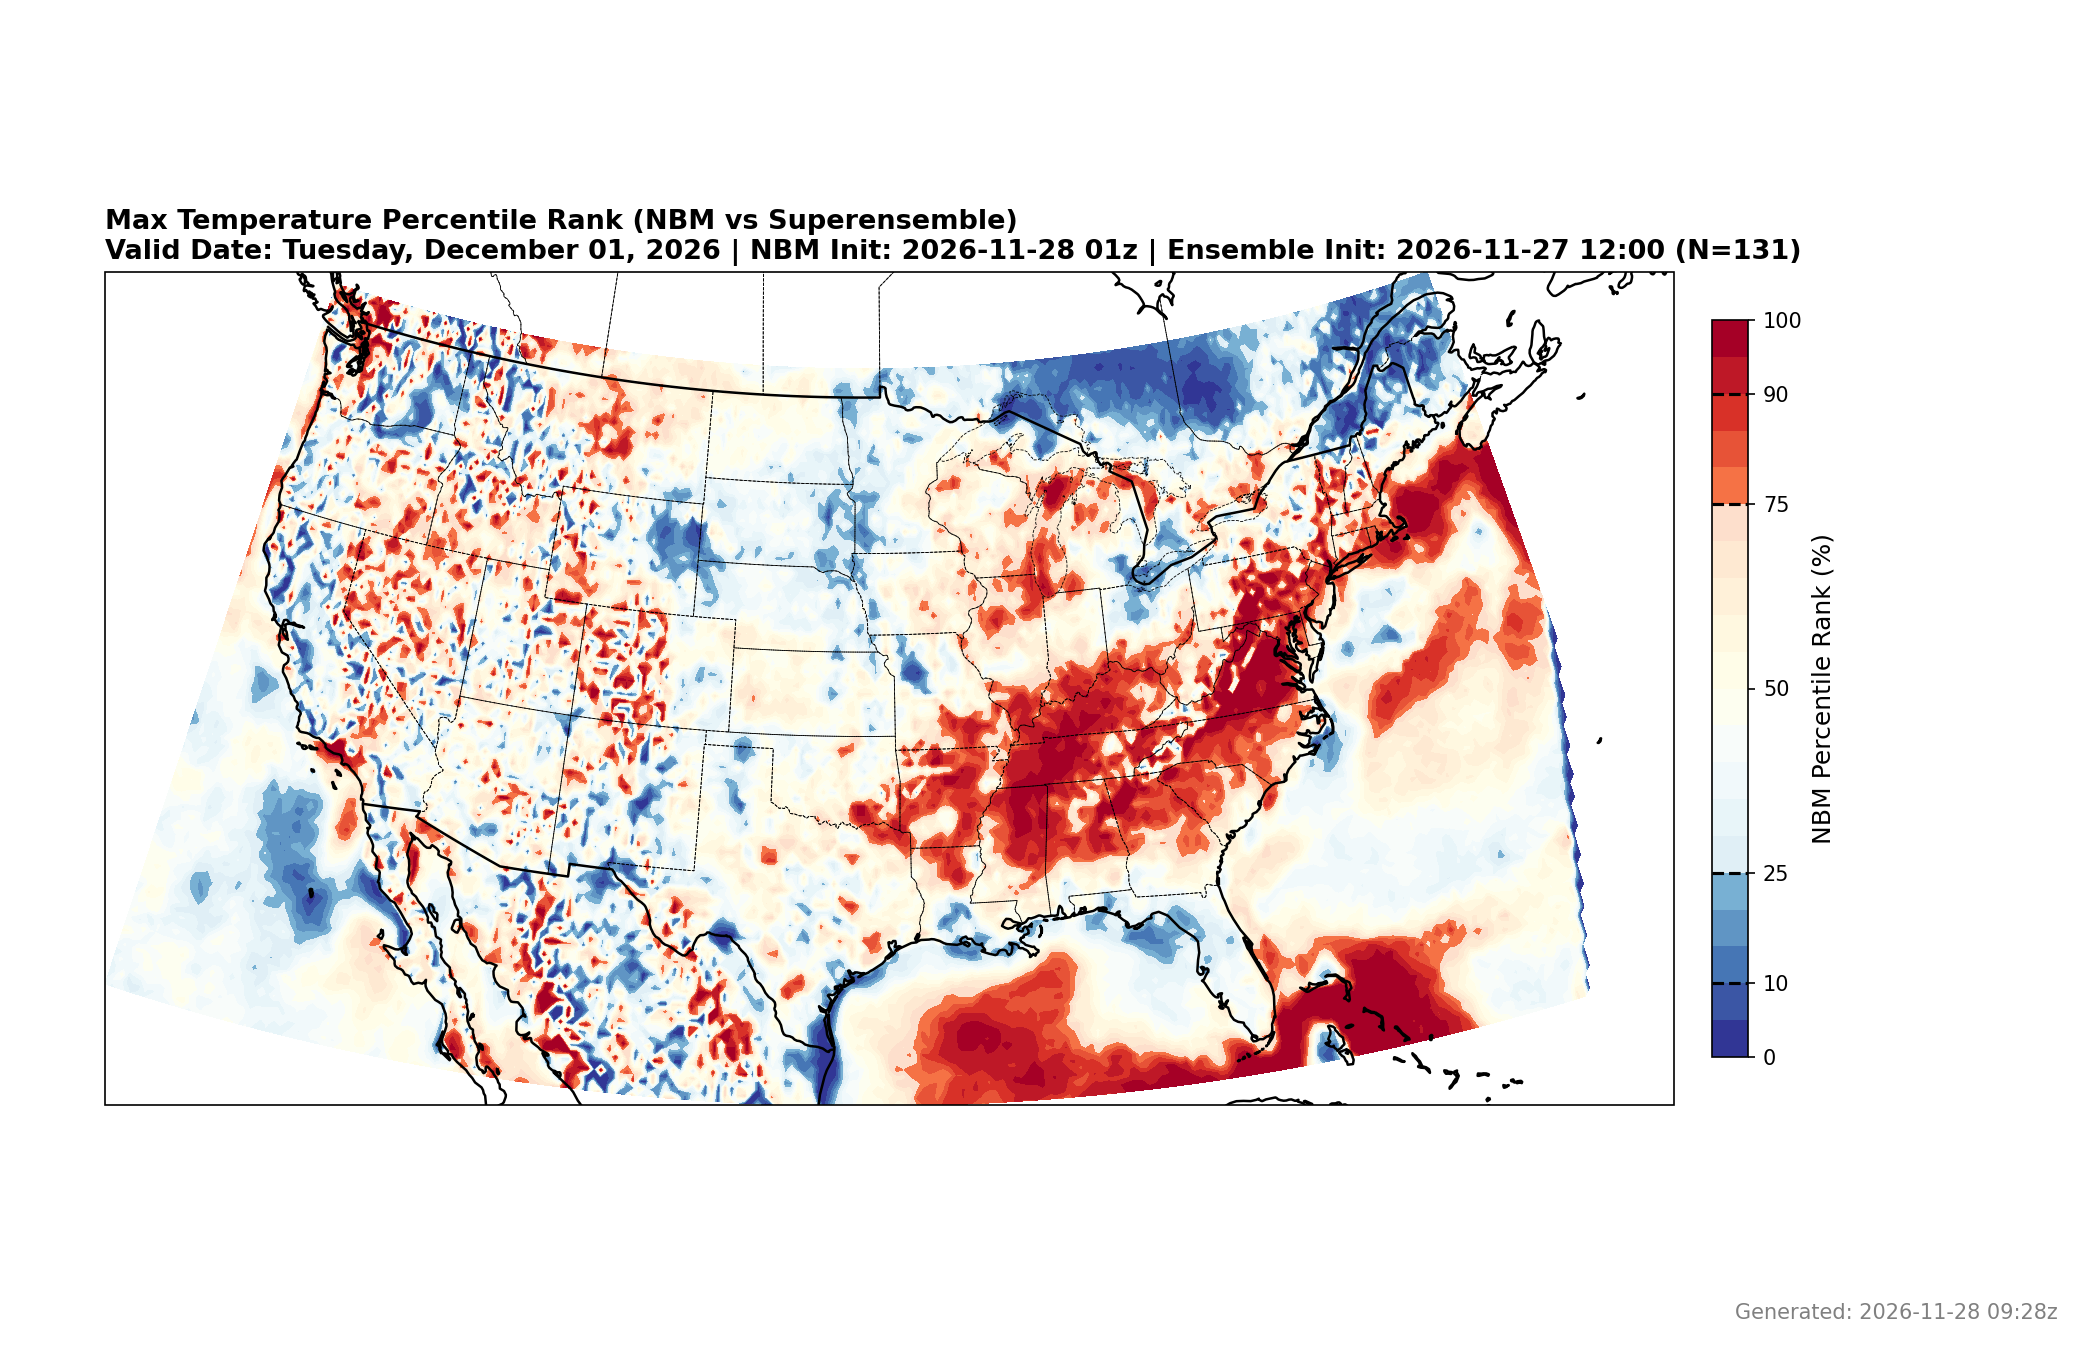 Max Temperature Percentile Rank (NBM vs Superensemble)
Valid Date: Tuesday, December 01, 2026 | NBM Init: 2026-11-28 01z | Ensemble Init: 2026-11-27 12:00 (N=131)
100
90
75
50
25
10
0
NBM Percentile Rank (%)
Generated: 2026-11-28 09:28z